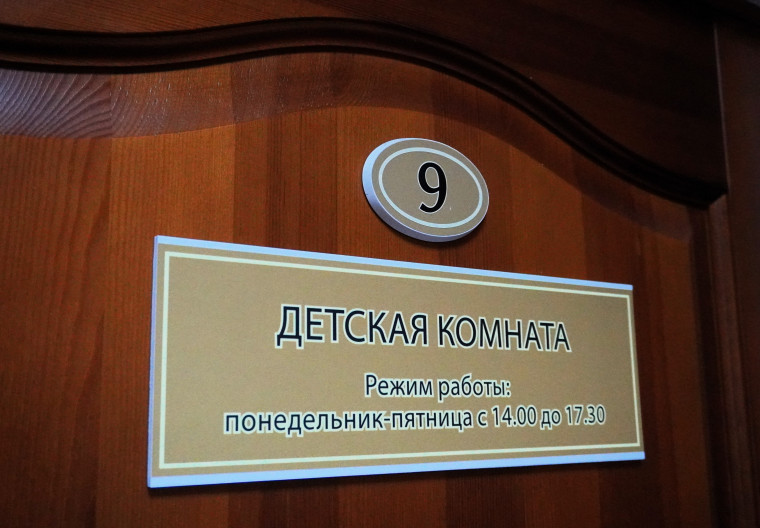 9
ДЕТСКАЯ КОМНАТА
Режим работы:
понедельник-пятница с 14.00 до 17.30